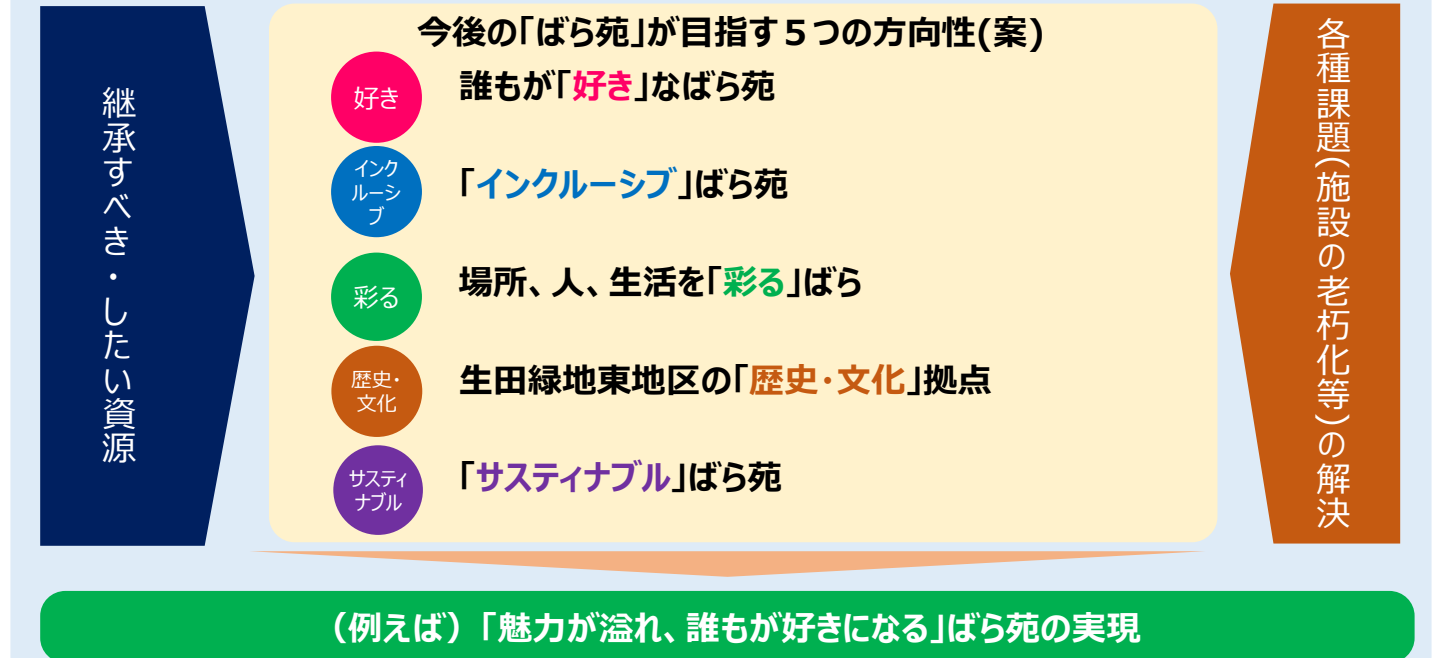 継承すべき・したい資源
今後の｢ばら苑｣が目指す５つの方向性(案)
好き
誰もが｢好き｣なばら苑
インク
ルーシ
ブ
｢インクルーシブ｣ばら苑
彩る
場所、人、生活を｢彩る｣ばら
歴史･
文化
生田緑地東地区の｢歴史･文化｣拠点
サスティ
ナブル
｢サスティナブル｣ばら苑
各種課題(施設の老朽化等)の解決
（例えば）｢魅力が溢れ、誰もが好きになる｣ばら苑の実現